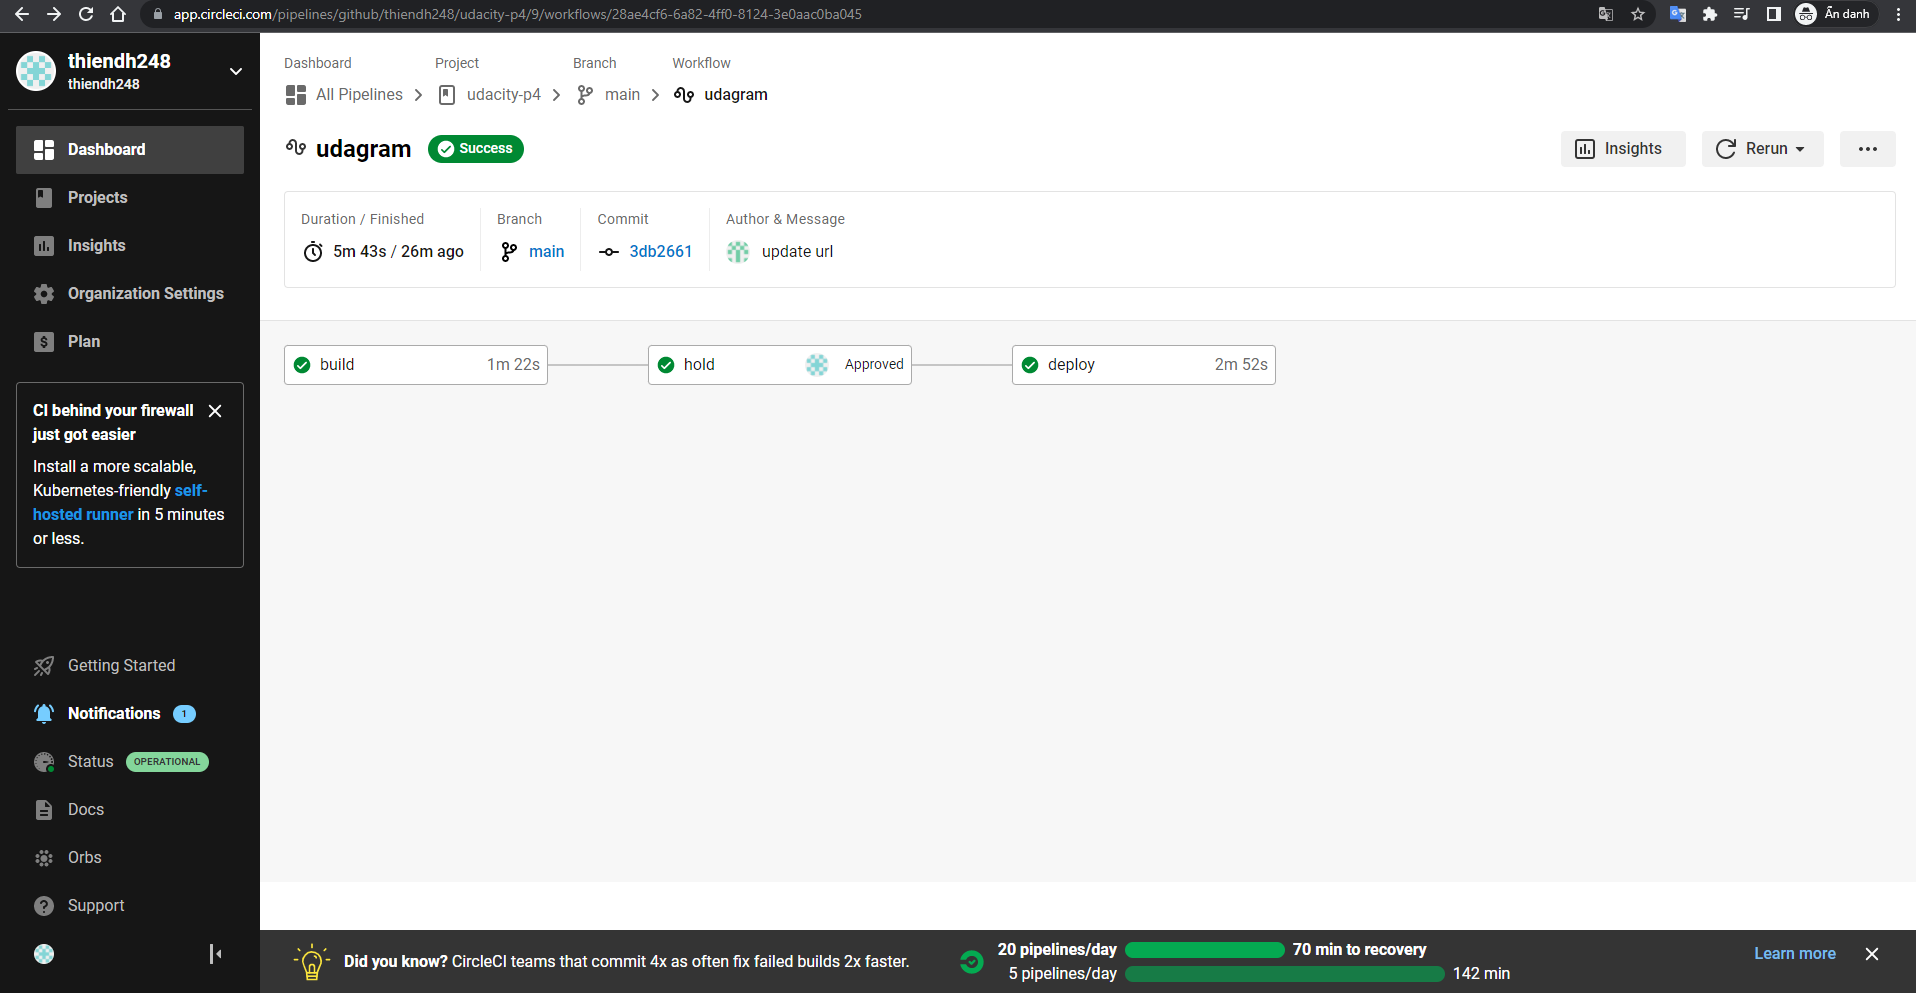 app.circleci.com/pipelines/github/thiendh248/udacity-p4/9/workflows/28ae4cf6-6a82-4ff0-8124-3e0aac0ba045
Ẩn danh
thiendh248
thiendh248
Dashboard
Projects
Insights
Organization Settings
Plan
CI behind your firewall
just got easier
Install a more scalable,
Kubernetes-friendly self-
hosted runner in 5 minutes
or less.
Getting Started
Notifications 1
Status OPERATIONAL
Docs
Orbs
Support
Dashboard Project Branch Workflow
All Pipelines udacity-p4 main udagram
udagram Success
Insights Rerun
Duration / Finished Branch Commit Author & Message
5m 43s / 26m ago main 3db2661 update url
build 1m 22s hold Approved deploy 2m 52s
Did you know? CircleCI teams that commit 4x as often fix failed builds 2x faster.
20 pipelines/day 70 min to recovery
5 pipelines/day 142 min
Learn more